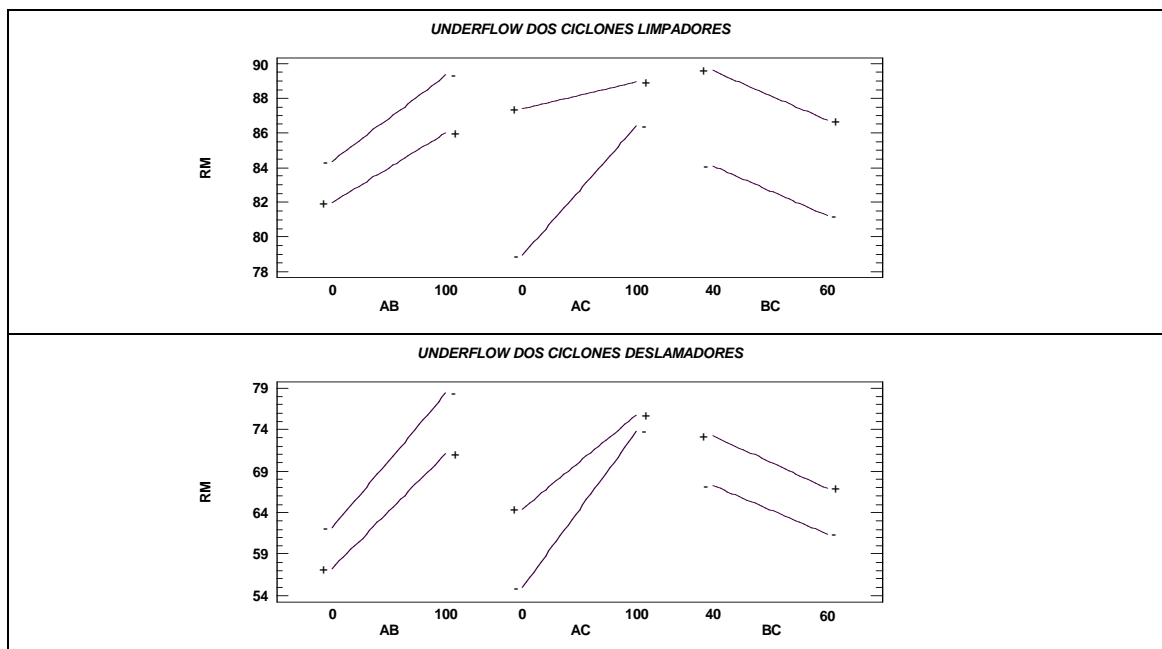 UNDERFLOW DOS CICLONES LIMPADORES
90
88
86
84
82
80
78
RM
- + - +
+ - + -
+ - + -
0 100 0 100 40 60
AB AC BC
UNDERFLOW DOS CICLONES DESLAMADORES
79
74
69
64
59
54
RM
- + - +
+ - + -
+ - + -
0 100 0 100 40 60
AB AC BC